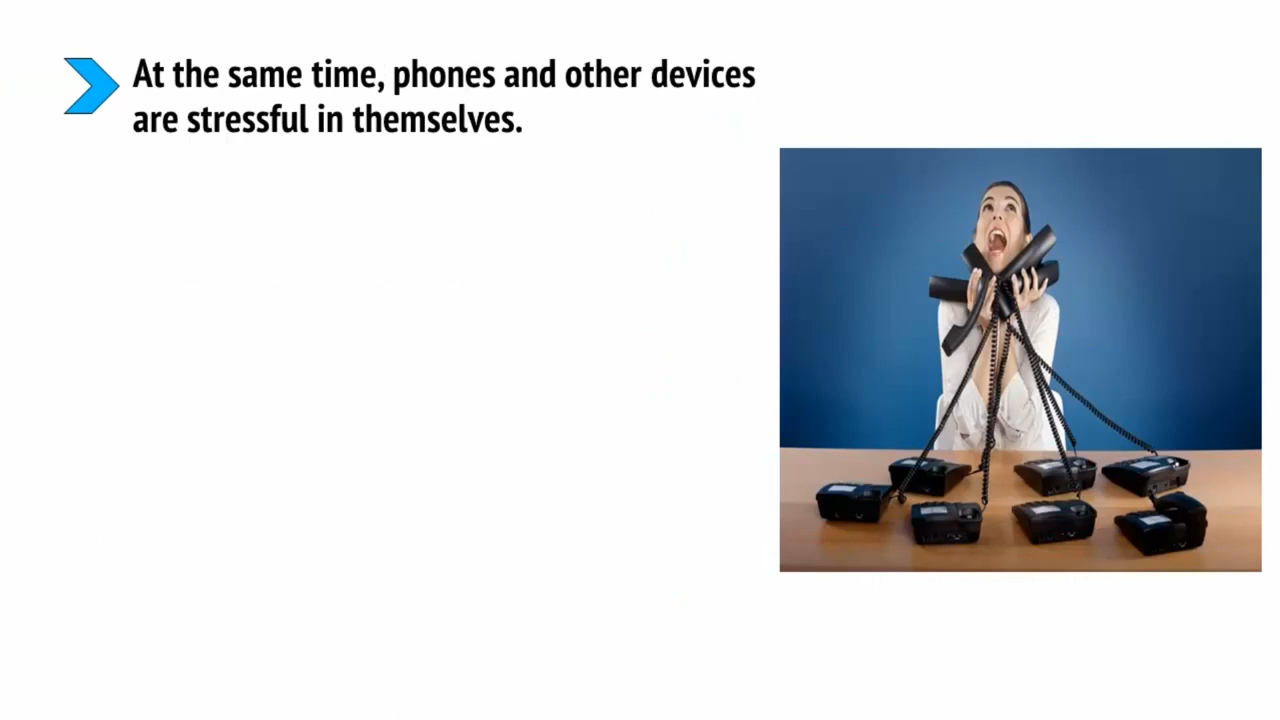 At the same time, phones and other devices
are stressful in themselves.